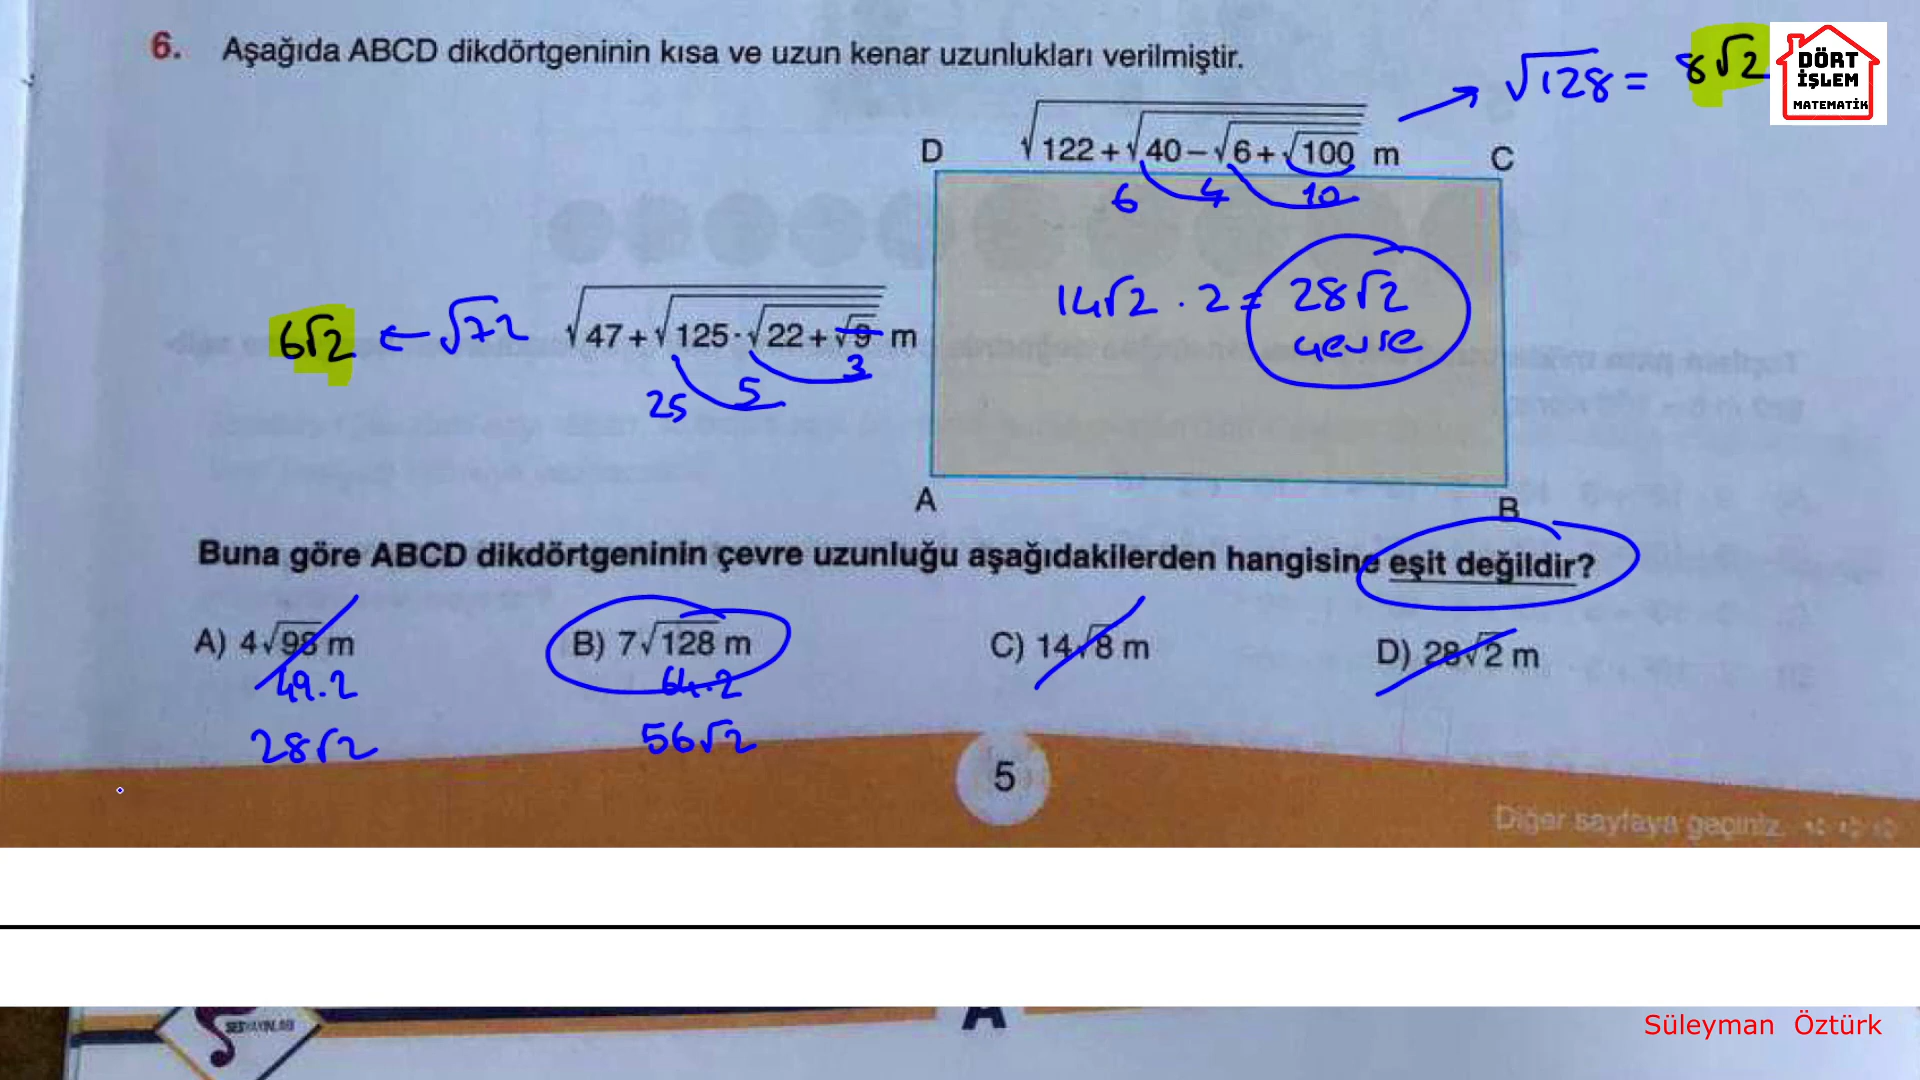 6. Aşağıda ABCD dikdörtgeninin kısa ve uzun kenar uzunlukları verilmiştir.
√128 = 8√2
DÖRT
İŞLEM
MATEMATİK
D √(122 + √(40 − √(6 + √100))) m C
6 4 10
14√2 . 2 = 28√2
çevre
6√2 ← √72 √(47 + √(125 · √(22 + √9))) m
25 5 3
A B
Buna göre ABCD dikdörtgeninin çevre uzunluğu aşağıdakilerden hangisine eşit değildir?
A) 4√98 m B) 7√128 m C) 14√8 m D) 28√2 m
49.2 64.2
28√2 56√2
5
Diğer sayfaya geçiniz.
SES YAYINLARI
A
Süleyman Öztürk